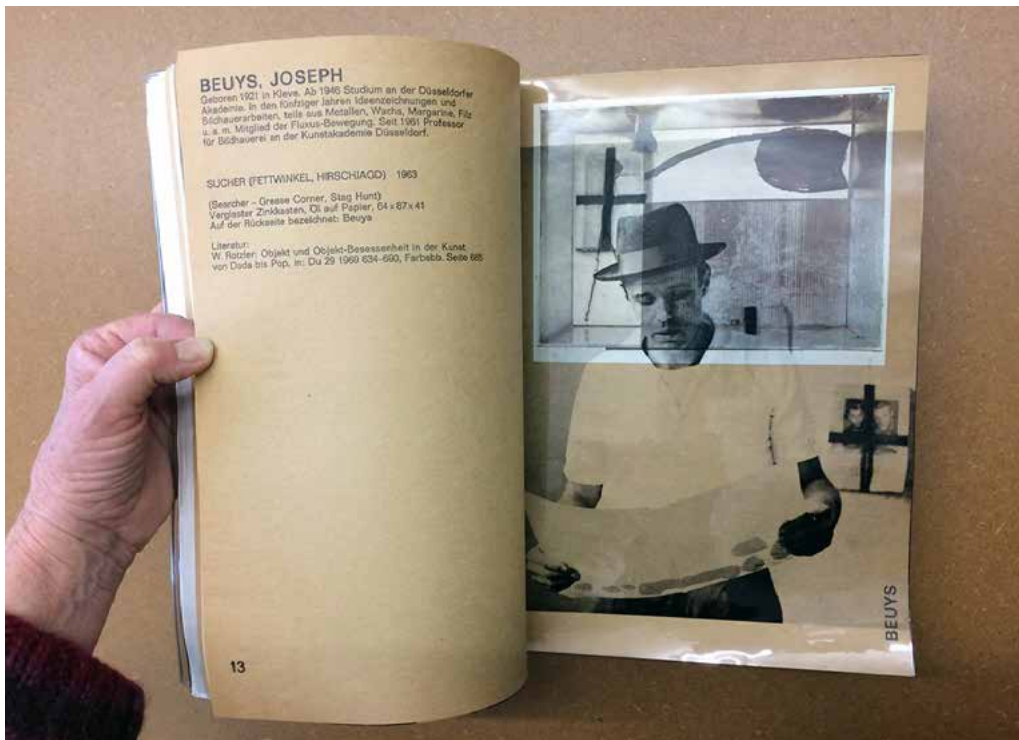 BEUYS, JOSEPH
Geboren 1921 in Kleve. Ab 1946 Studium an der Düsseldorfer
Akademie. In den fünfziger Jahren Ideenzeichnungen und
Bildhauerarbeiten, teils aus Metallen, Wachs, Margarine, Filz
u. a. m. Mitglied der Fluxus-Bewegung. Seit 1961 Professor
für Bildhauerei an der Kunstakademie Düsseldorf.
SUCHER (FETTWINKEL, HIRSCHJAGD) 1963
(Searcher – Grease Corner, Stag Hunt)
Verglaster Zinkkasten, Öl auf Papier, 64 x 87 x 41
Auf der Rückseite bezeichnet: Beuys
Literatur:
W. Rotzler: Objekt und Objekt-Besessenheit in der Kunst
von Dada bis Pop, in: Du 29 1969 634–690, Farbabb. Seite 665
13
BEUYS